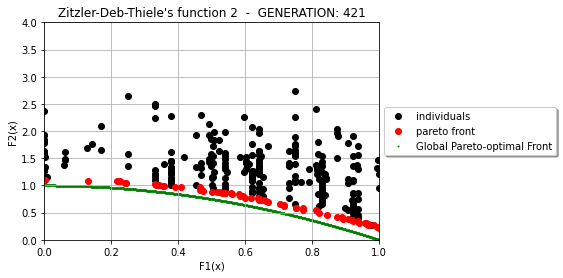 Zitzler-Deb-Thiele's function 2  -  GENERATION: 421
4.0
3.5
3.0
2.5
2.0
1.5
1.0
0.5
0.0
F2(x)
0.0 0.2 0.4 0.6 0.8 1.0
F1(x)
individuals
pareto front
Global Pareto-optimal Front